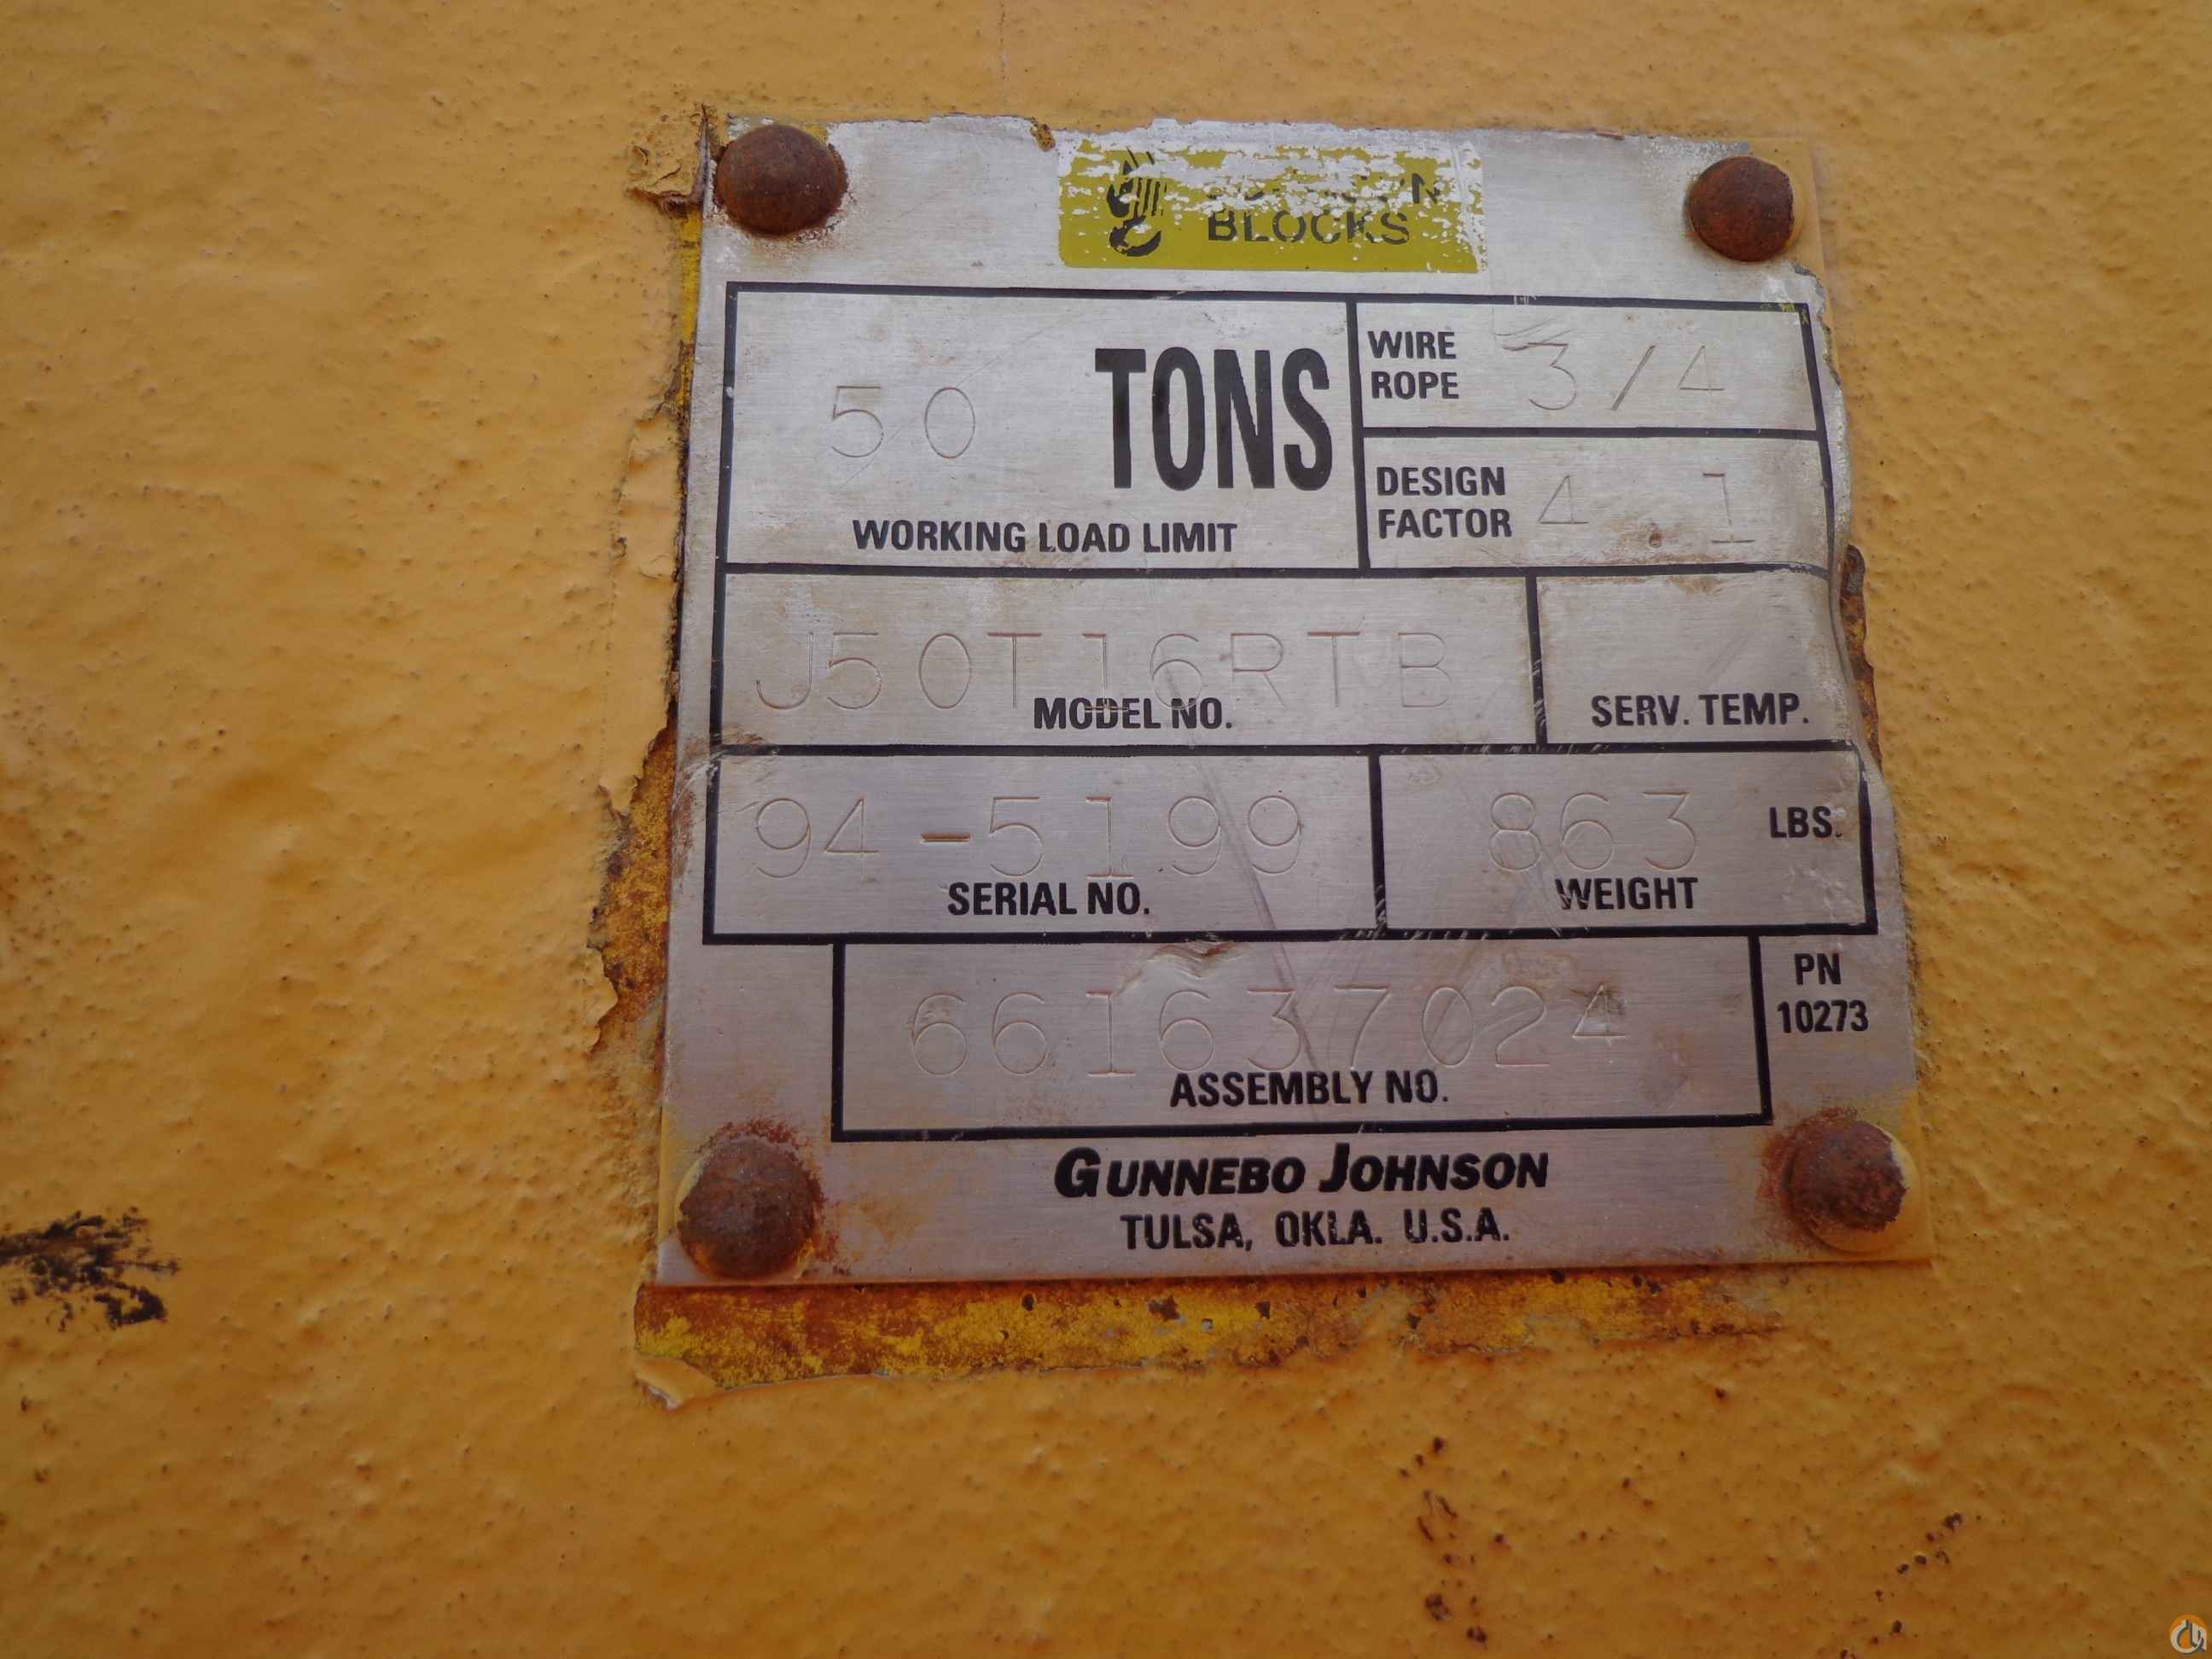 BLOCKS
50 TONS
WORKING LOAD LIMIT
WIRE ROPE 3/4
DESIGN FACTOR 4.1
J50T16RTB
MODEL NO.
SERV. TEMP.
94-5199
SERIAL NO.
863 LBS.
WEIGHT
661637024
ASSEMBLY NO.
PN
10273
GUNNEBO JOHNSON
TULSA, OKLA. U.S.A.